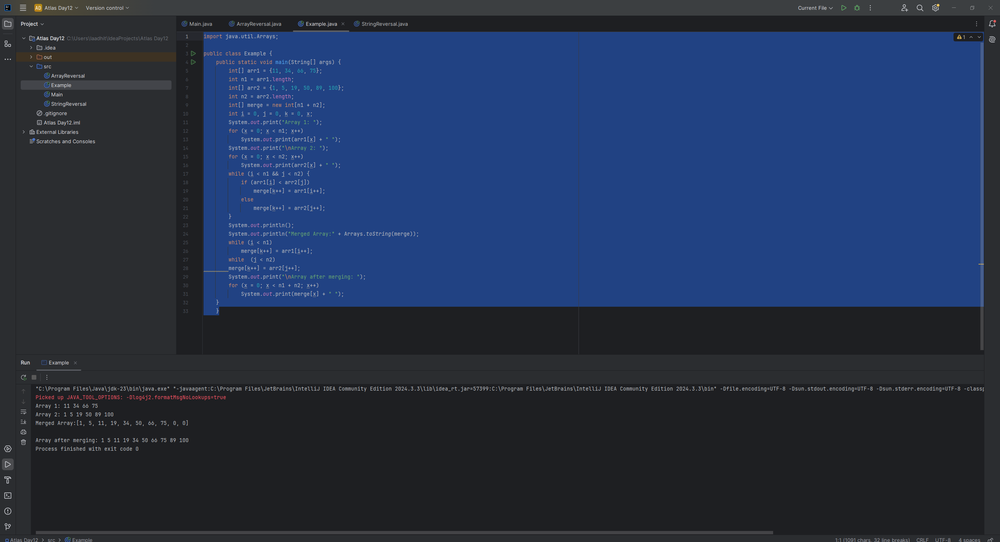 AD Atlas Day12 Version control Current File
Project
Main.java ArrayReversal.java Example.java StringReversal.java
Atlas Day12 C:\Users\laadhit\IdeaProjects\Atlas Day12
.idea
out
src
ArrayReversal
Example
Main
StringReversal
.gitignore
Atlas Day12.iml
External Libraries
Scratches and Consoles
1 import java.util.Arrays;
2
3 public class Example {
4 public static void main(String[] args) {
5 int[] arr1 = {11, 34, 66, 75};
6 int n1 = arr1.length;
7 int[] arr2 = {1, 5, 19, 50, 89, 100};
8 int n2 = arr2.length;
9 int[] merge = new int[n1 + n2];
10 int i = 0, j = 0, k = 0, x;
11 System.out.print("Array 1: ");
12 for (x = 0; x < n1; x++)
13 System.out.print(arr1[x] + " ");
14 System.out.print("\nArray 2: ");
15 for (x = 0; x < n2; x++)
16 System.out.print(arr2[x] + " ");
17 while (i < n1 && j < n2) {
18 if (arr1[i] < arr2[j])
19 merge[k++] = arr1[i++];
20 else
21 merge[k++] = arr2[j++];
22 }
23 System.out.println();
24 System.out.println("Merged Array:" + Arrays.toString(merge));
25 while (i < n1)
26 merge[k++] = arr1[i++];
27 while  (j < n2)
28 merge[k++] = arr2[j++];
29 System.out.print("\nArray after merging: ");
30 for (x = 0; x < n1 + n2; x++)
31 System.out.print(merge[x] + " ");
32 }
33 }
1
Run Example
"C:\Program Files\Java\jdk-23\bin\java.exe" "-javaagent:C:\Program Files\JetBrains\IntelliJ IDEA Community Edition 2024.3.3\lib\idea_rt.jar=57399:C:\Program Files\JetBrains\IntelliJ IDEA Community Edition 2024.3.3\bin" -Dfile.encoding=UTF-8 -Dsun.stdout.encoding=UTF-8 -Dsun.stderr.encoding=UTF-8 -classp
Picked up JAVA_TOOL_OPTIONS: -Dlog4j2.formatMsgNoLookups=true
Array 1: 11 34 66 75
Array 2: 1 5 19 50 89 100
Merged Array:[1, 5, 11, 19, 34, 50, 66, 75, 0, 0]
Array after merging: 1 5 11 19 34 50 66 75 89 100
Process finished with exit code 0
Atlas Day12 > src > Example 1:1 (1091 chars, 32 line breaks) CRLF UTF-8 4 spaces